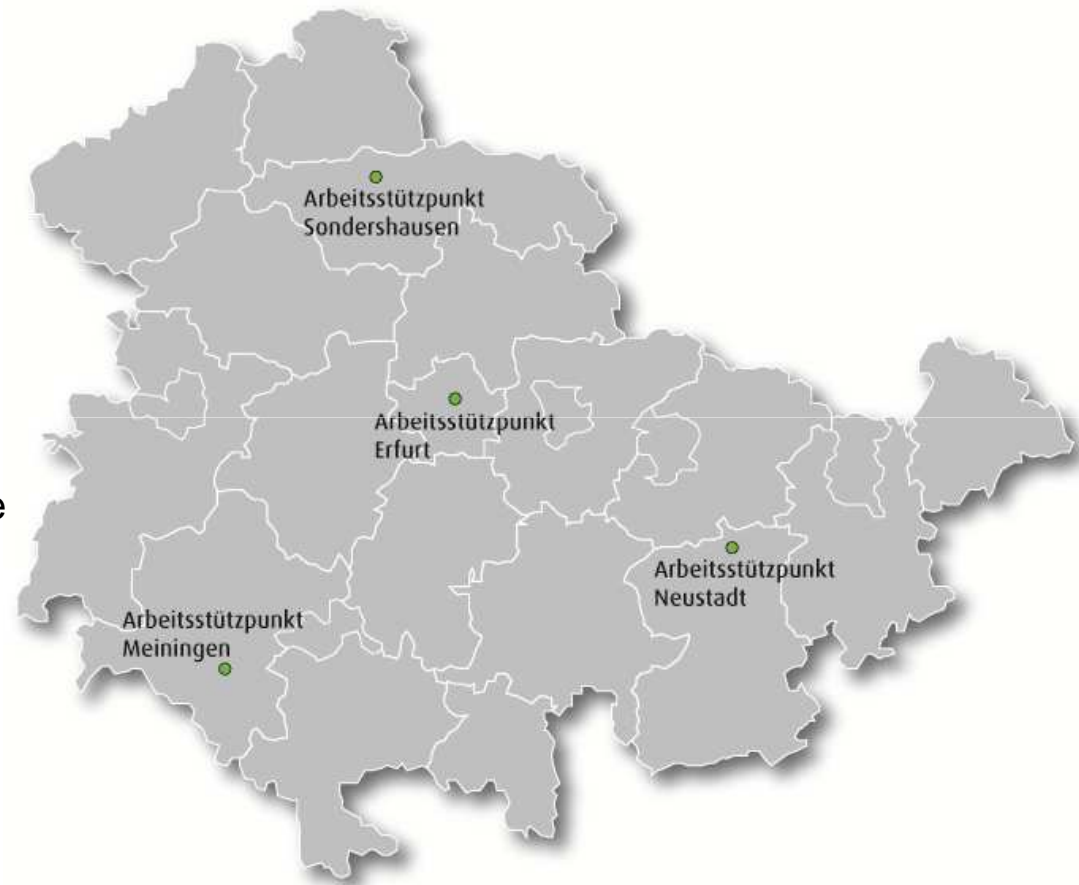 Arbeitsstützpunkt
Sondershausen
Arbeitsstützpunkt
Erfurt
e
Arbeitsstützpunkt
Neustadt
Arbeitsstützpunkt
Meiningen